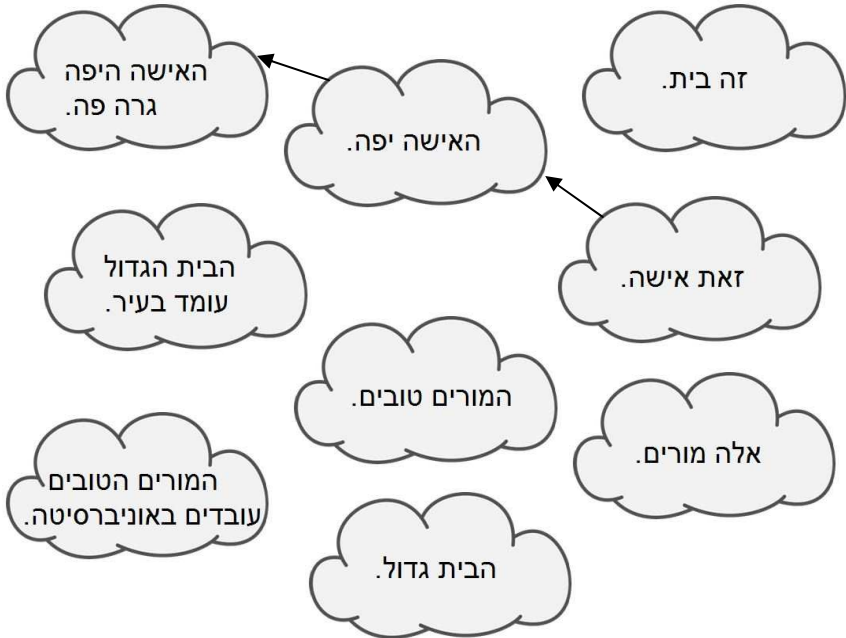 זה בית.
האישה יפה.
האישה היפה
גרה פה.
זאת אישה.
הבית הגדול
עומד בעיר.
המורים טובים.
אלה מורים.
המורים הטובים
עובדים באוניברסיטה.
הבית גדול.